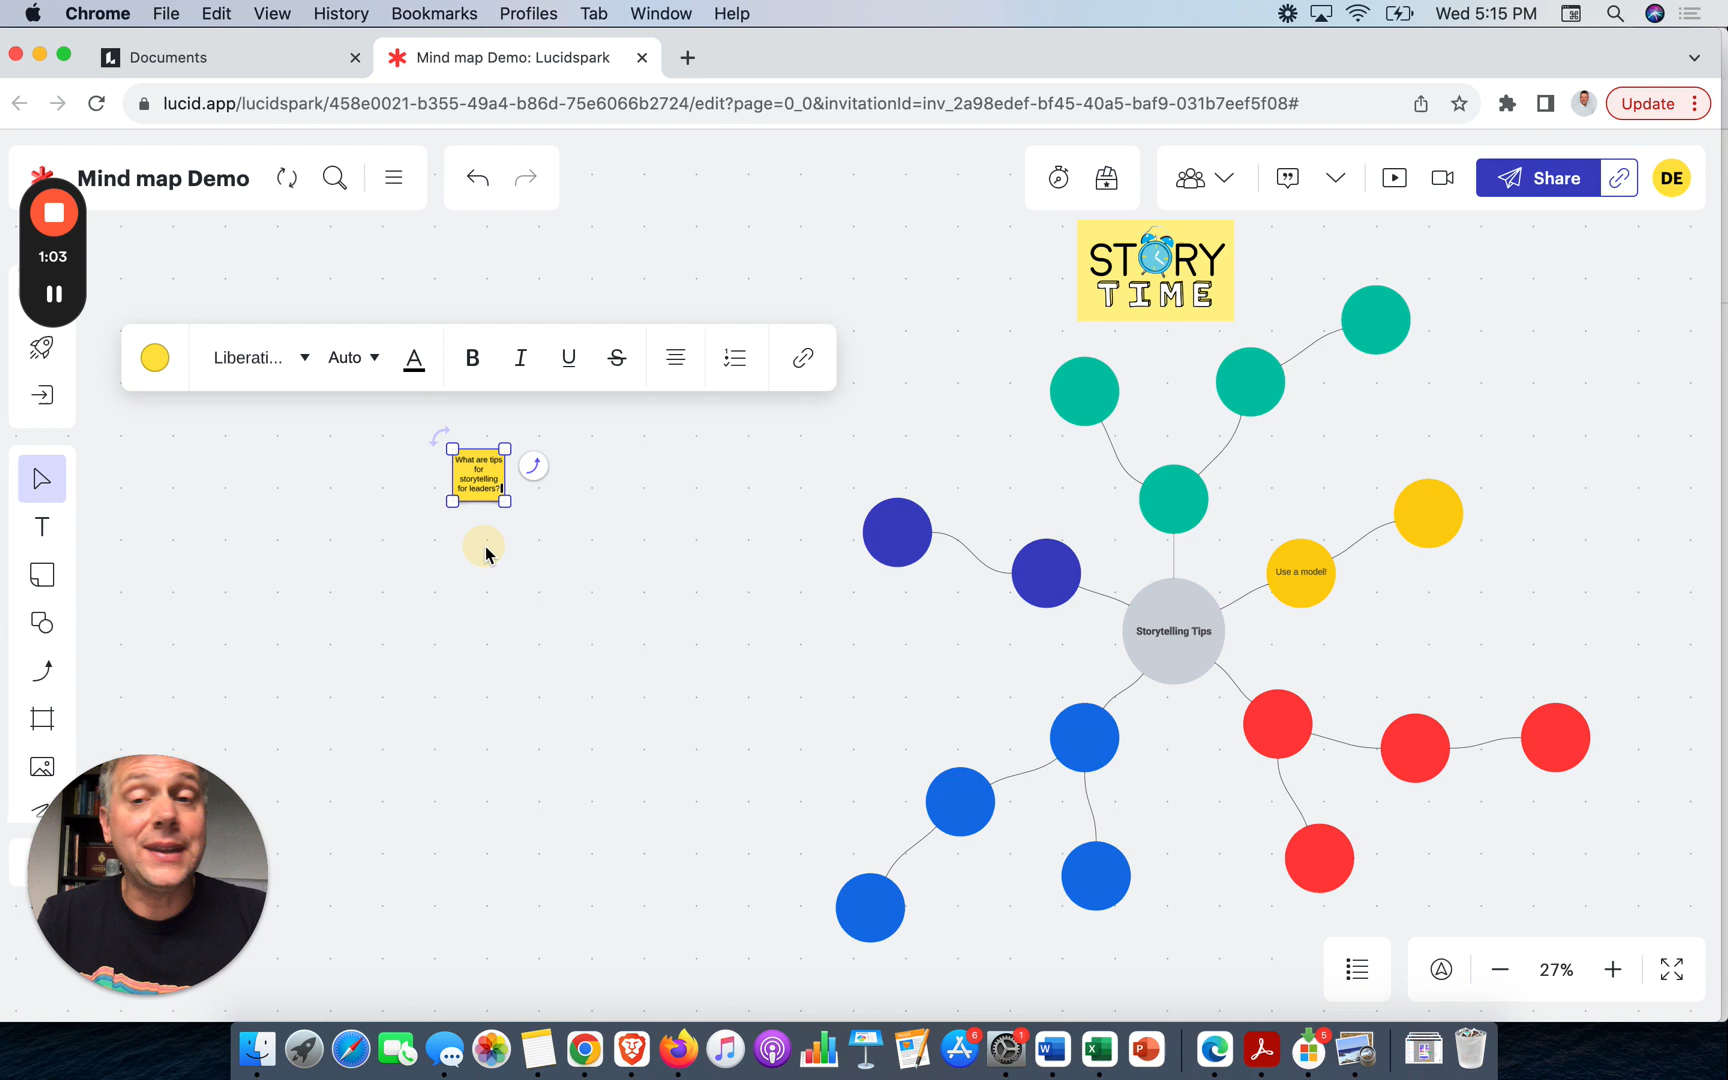 Chrome File Edit View History Bookmarks Profiles Tab Window Help
Wed 5:15 PM
Documents
Mind map Demo: Lucidspark
lucid.app/lucidspark/458e0021-b355-49a4-b86d-75e6066b2724/edit?page=0_0&invitationId=inv_2a98edef-bf45-40a5-baf9-031b7eef5f08#
Update
Mind map Demo
Share
DE
1:03
STORY
TIME
Liberati...
Auto
A
B
I
U
S
What are tips
for
storytelling
for leaders?
Use a model!
Storytelling Tips
T
27%
6
1
5